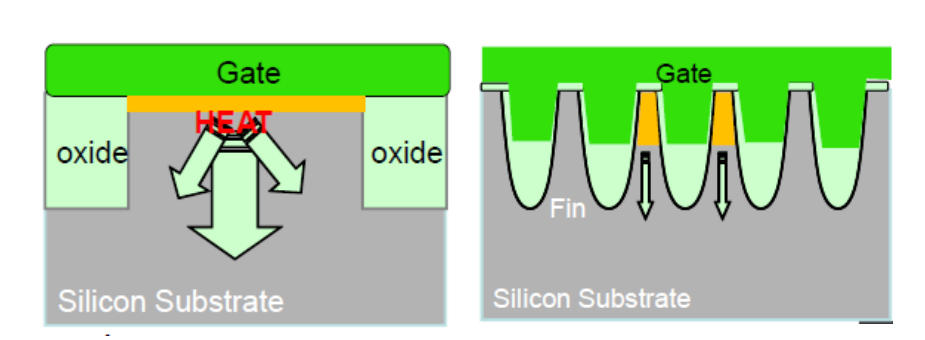 Gate
HEAT
oxide
oxide
Silicon Substrate
Gate
Fin
Silicon Substrate